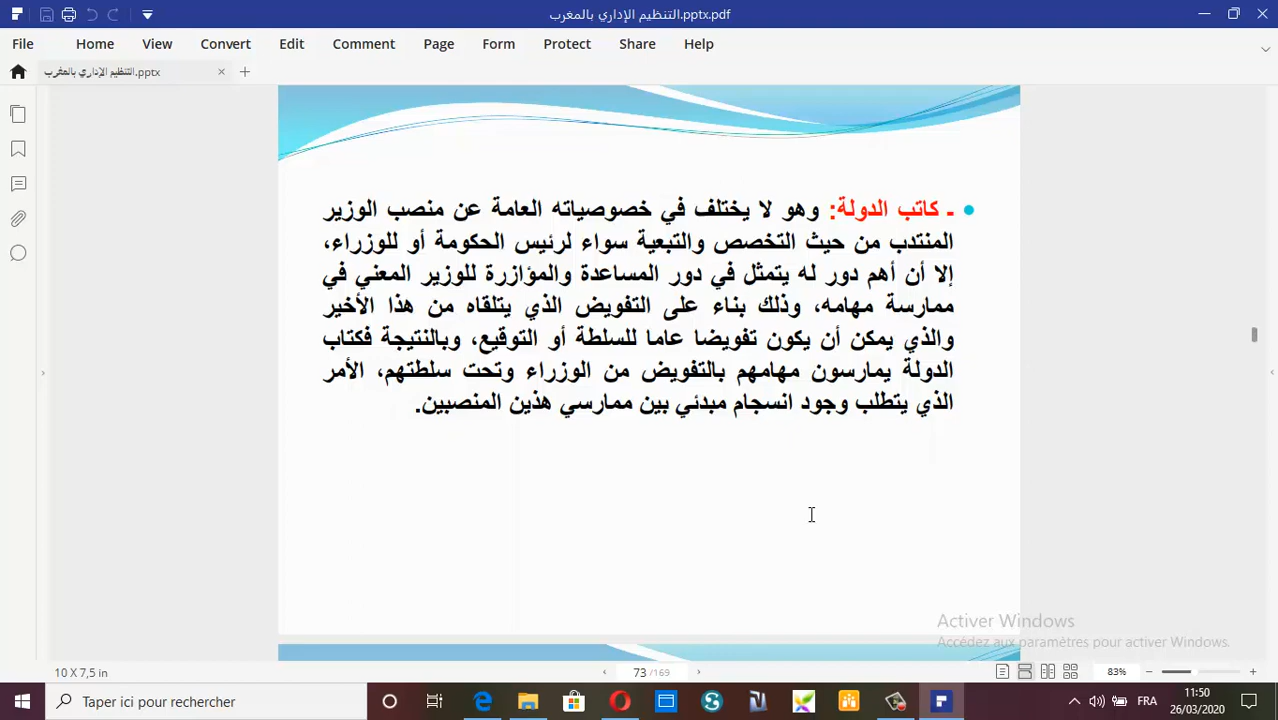 التنظيم الإداري بالمغرب.pptx.pdf
File Home View Convert Edit Comment Page Form Protect Share Help
التنظيم الإداري بالمغرب.pptx
ـ كاتب الدولة: وهو لا يختلف في خصوصياته العامة عن منصب الوزير
المنتدب من حيث التخصص والتبعية سواء لرئيس الحكومة أو للوزراء،
إلا أن أهم دور له يتمثل في دور المساعدة والمؤازرة للوزير المعني في
ممارسة مهامه، وذلك بناء على التفويض الذي يتلقاه من هذا الأخير
والذي يمكن أن يكون تفويضا عاما للسلطة أو التوقيع، وبالنتيجة فكتاب
الدولة يمارسون مهامهم بالتفويض من الوزراء وتحت سلطتهم، الأمر
الذي يتطلب وجود انسجام مبدئي بين ممارسي هذين المنصبين.
Activer Windows
Accédez aux paramètres pour activer Windows.
10 X 7,5 in
73 /169
83%
Taper ici pour rechercher
FRA
11:50
26/03/2020